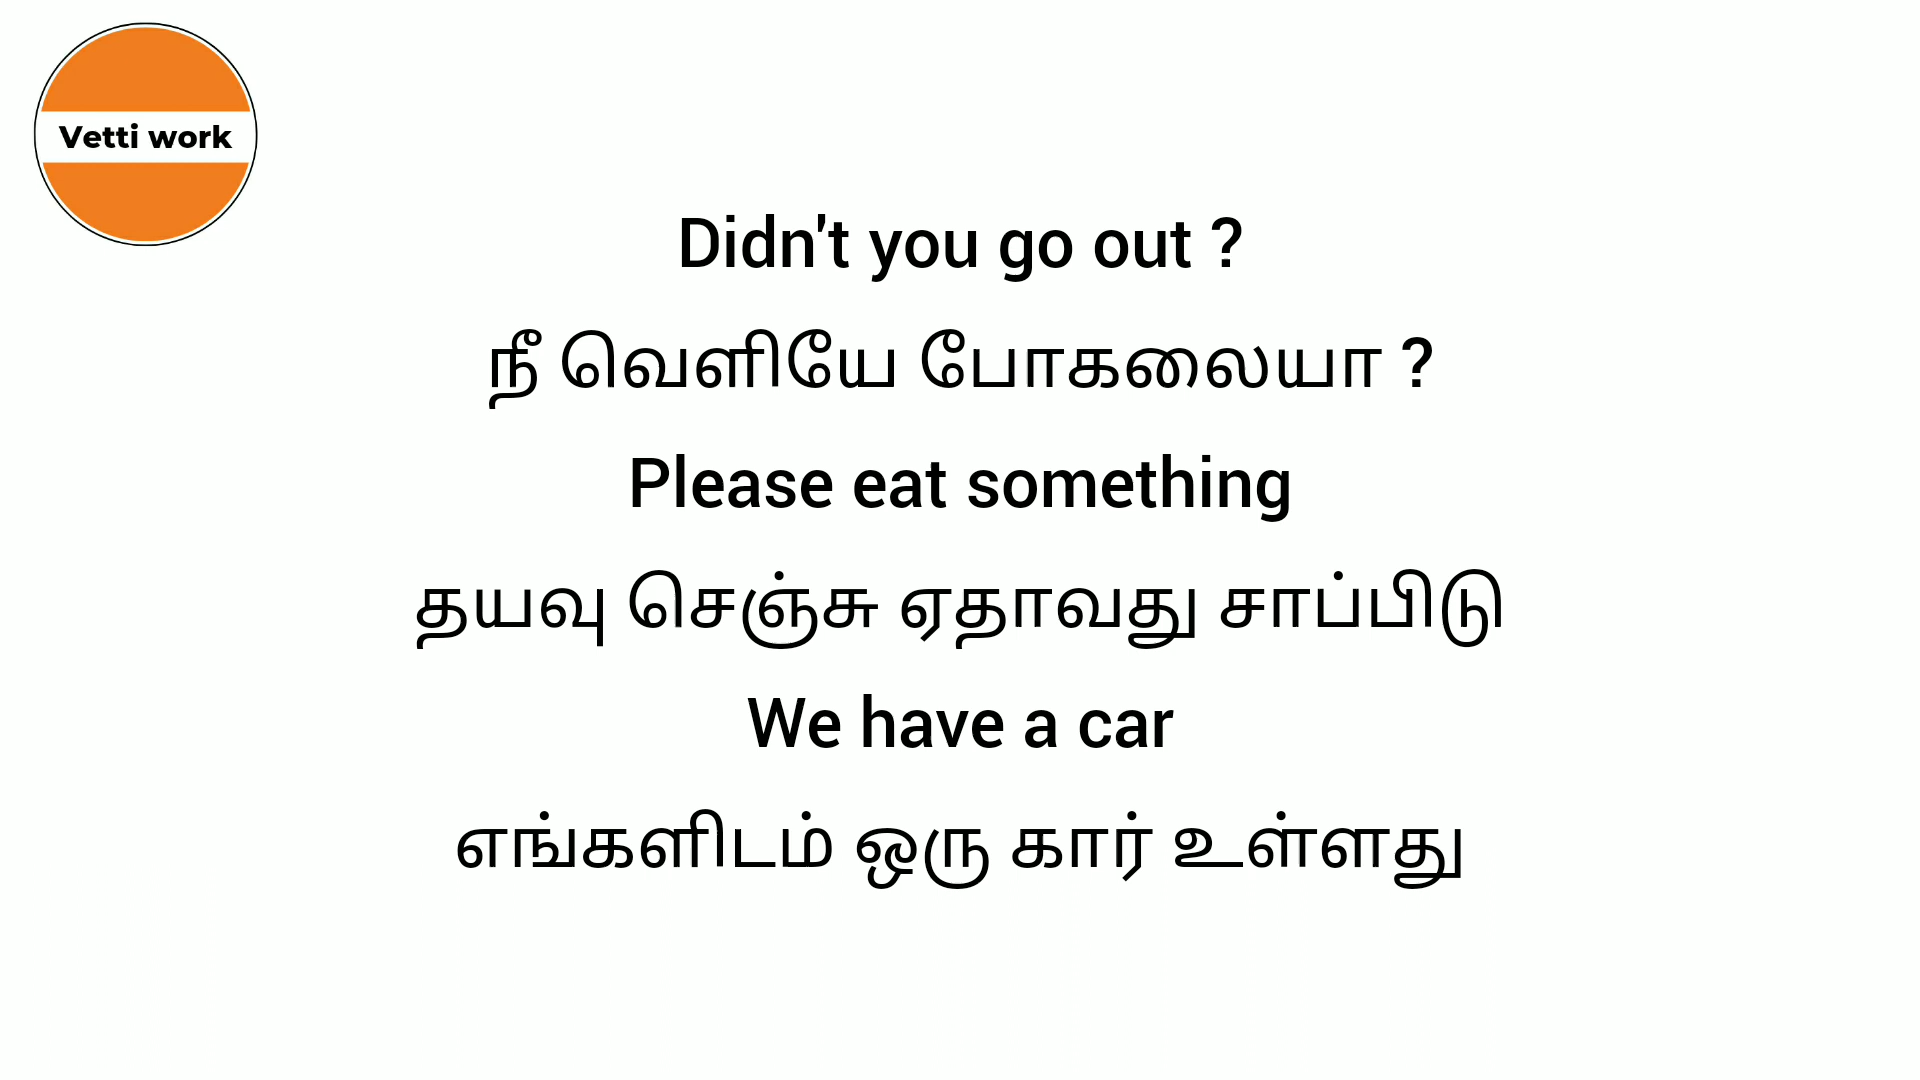 Vetti work
Didn't you go out ?
நீ வெளியே போகலையா ?
Please eat something
தயவு செஞ்சு ஏதாவது சாப்பிடு
We have a car
எங்களிடம் ஒரு கார் உள்ளது